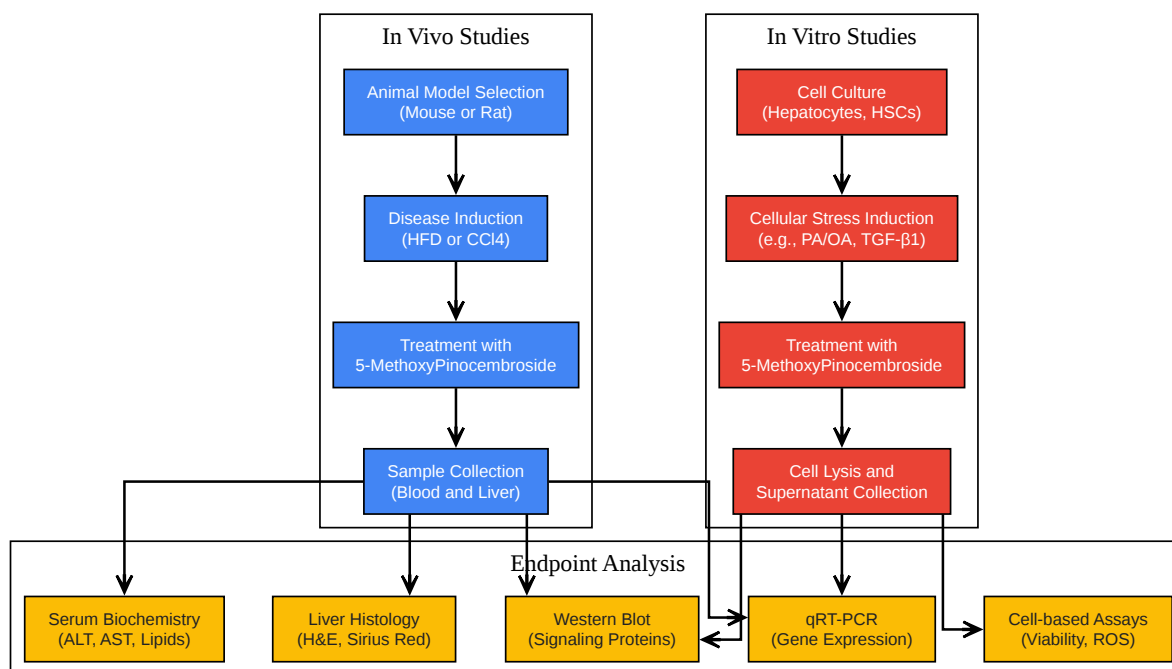 In Vivo Studies
Animal Model Selection
(Mouse or Rat)
Disease Induction
(HFD or CCl4)
Treatment with
5-MethoxyPinocembroside
Sample Collection
(Blood and Liver)
In Vitro Studies
Cell Culture
(Hepatocytes, HSCs)
Cellular Stress Induction
(e.g., PA/OA, TGF-β1)
Treatment with
5-MethoxyPinocembroside
Cell Lysis and
Supernatant Collection
Endpoint Analysis
Serum Biochemistry
(ALT, AST, Lipids)
Liver Histology
(H&E, Sirius Red)
Western Blot
(Signaling Proteins)
qRT-PCR
(Gene Expression)
Cell-based Assays
(Viability, ROS)